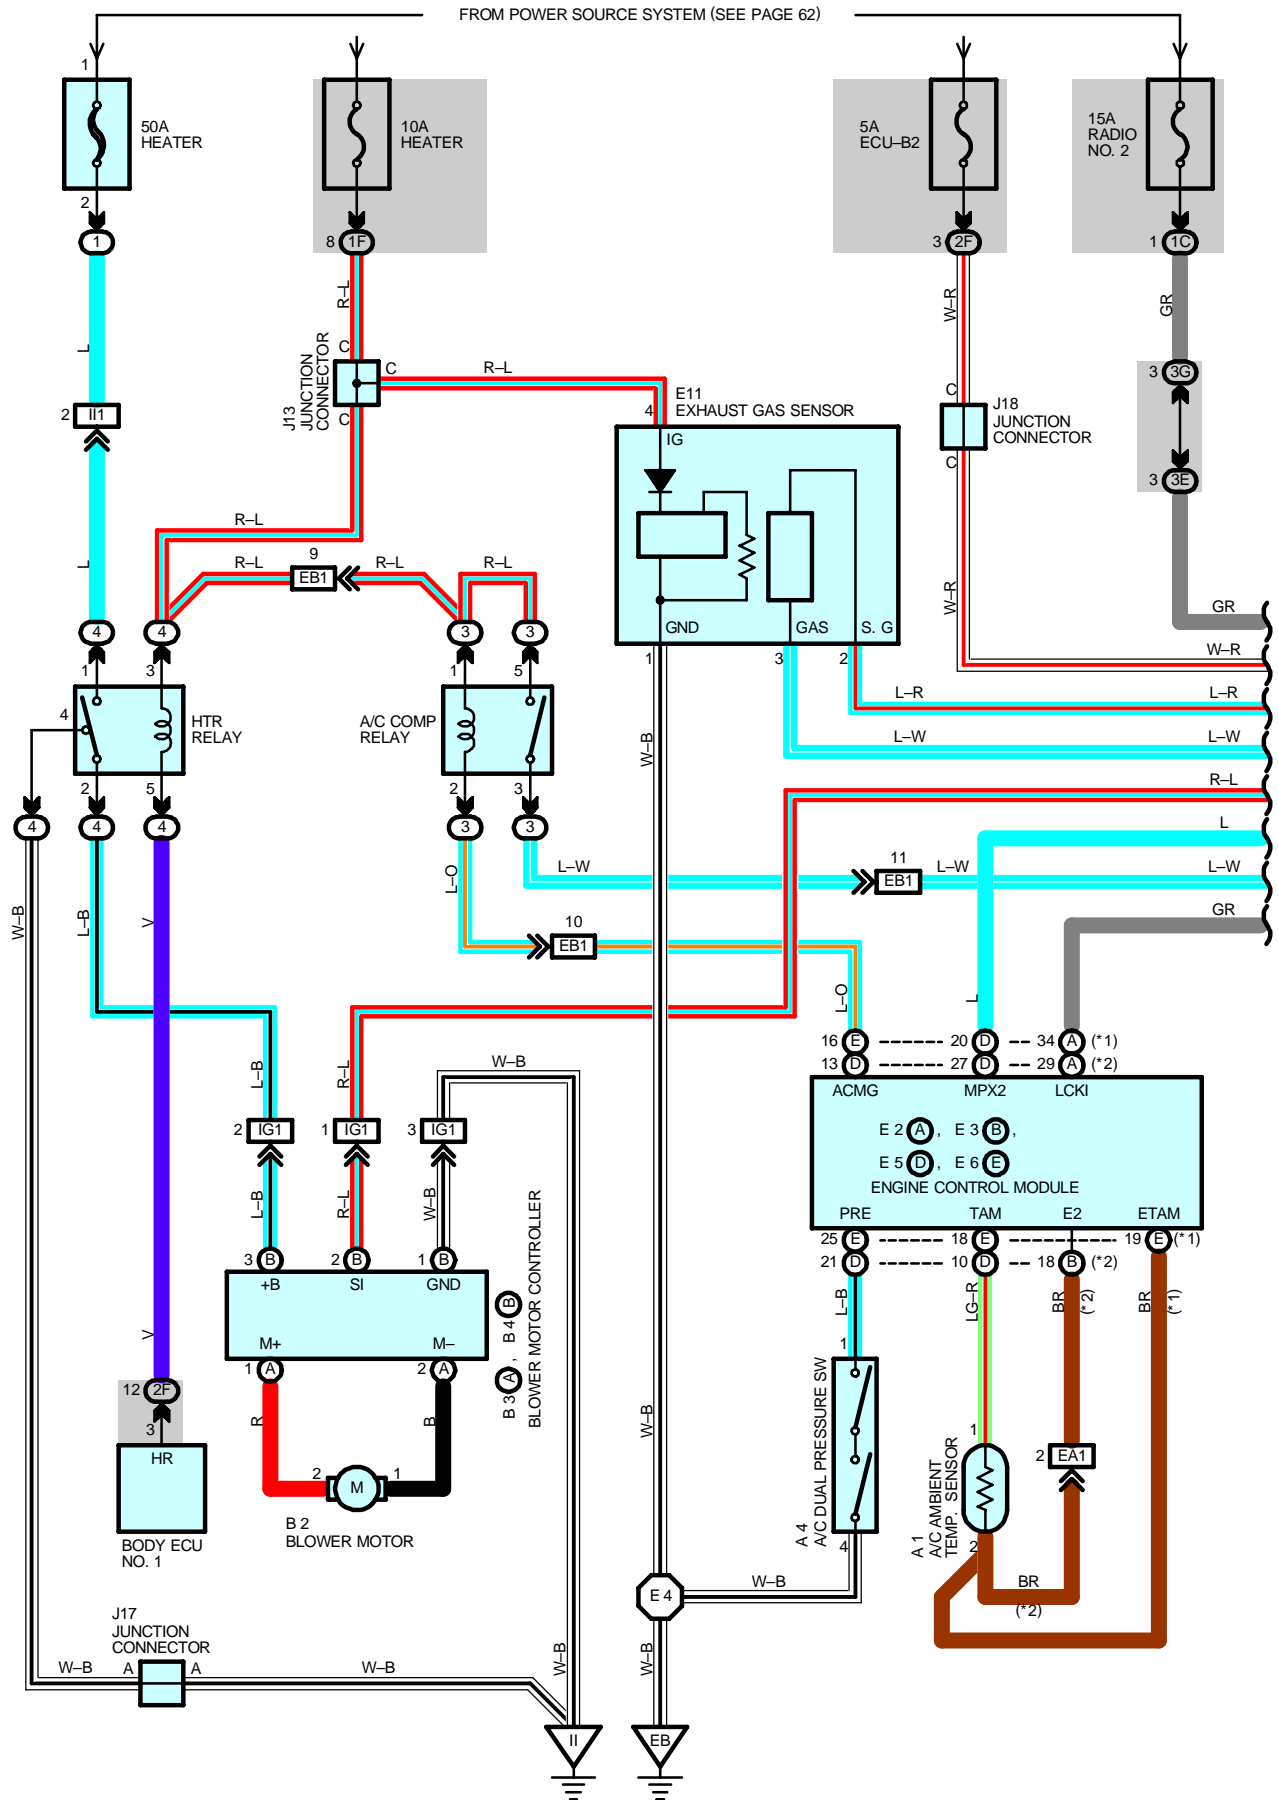 FROM POWER SOURCE SYSTEM (SEE PAGE 62)
1
50A
HEATER
10A
HEATER
5A
ECU–B2
15A
RADIO
NO. 2
2
1
8 1F
3 2F
1 1C
L
R–L
W–R
GR
J13
JUNCTION
CONNECTOR
C
C
C
R–L
E11
EXHAUST GAS SENSOR
4
IG
C
J18
JUNCTION
CONNECTOR
C
3 3G
3 3E
2 II1
L
R–L
R–L
9
EB1
R–L
R–L
W–R
GND
GAS
S. G
1
3
2
GR
W–R
4
4
3
3
1
3
1
5
4
HTR
RELAY
A/C COMP
RELAY
W–B
L–R
L–R
L–W
L–W
R–L
2
5
2
3
4
4
4
3
3
L
L–W
11
EB1
L–W
L–W
GR
W–B
L–B
V
L–O
10
EB1
L–O
L
16 E
20 D
34 A (*1)
13 D
27 D
29 A (*2)
ACMG
MPX2
LCKI
E 2 A , E 3 B ,
E 5 D , E 6 E
ENGINE CONTROL MODULE
PRE
TAM
E2
ETAM
25 E
18 E
19 E (*1)
21 D
10 D
18 B (*2)
W–B
L–B
R–L
2 IG1
1 IG1
3 IG1
L–B
R–L
W–B
3 B
2 B
1 B
+B
SI
GND
M+
M–
1 A
2 A
B 3 A , B 4 B
BLOWER MOTOR CONTROLLER
R
B
2
M
1
B 2
BLOWER MOTOR
V
12 2F
3
HR
BODY ECU
NO. 1
L–B
LG–R
BR
(*2)
BR
(*1)
1
A 4
A/C DUAL PRESSURE SW
4
1
A 1
A/C AMBIENT
TEMP. SENSOR
2
2 EA1
BR
(*2)
W–B
E 4
W–B
J17
JUNCTION
CONNECTOR
W–B
A
A
W–B
W–B
W–B
II
EB